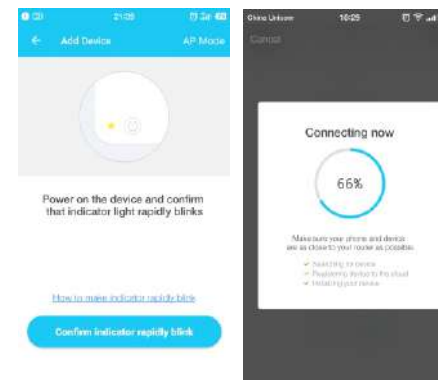 21:09
Add Device
AP Mode
Power on the device and confirm
that indicator light rapidly blinks
How to make indicator rapidly blink
Confirm indicator rapidly blink
China Unicom
10:29
Cancel
Connecting now
66%
Make sure your phone and device
are as close to your router as possible
Searching for device
Registering device to the cloud
Initializing your device